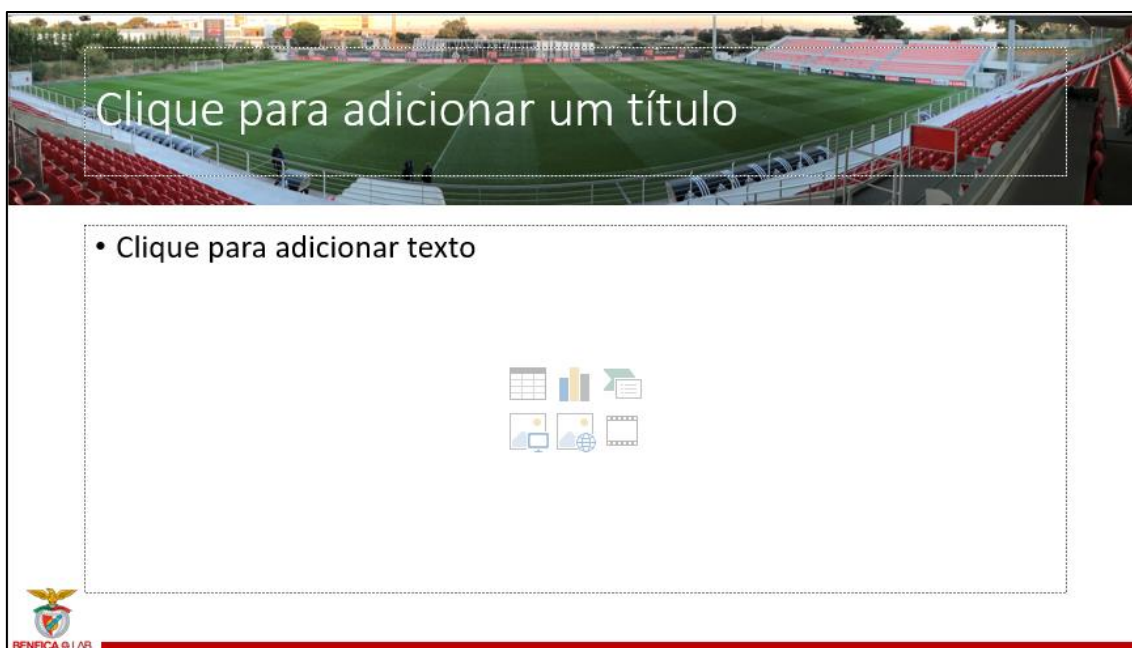 Clique para adicionar um título
• Clique para adicionar texto
BENFICA LAB